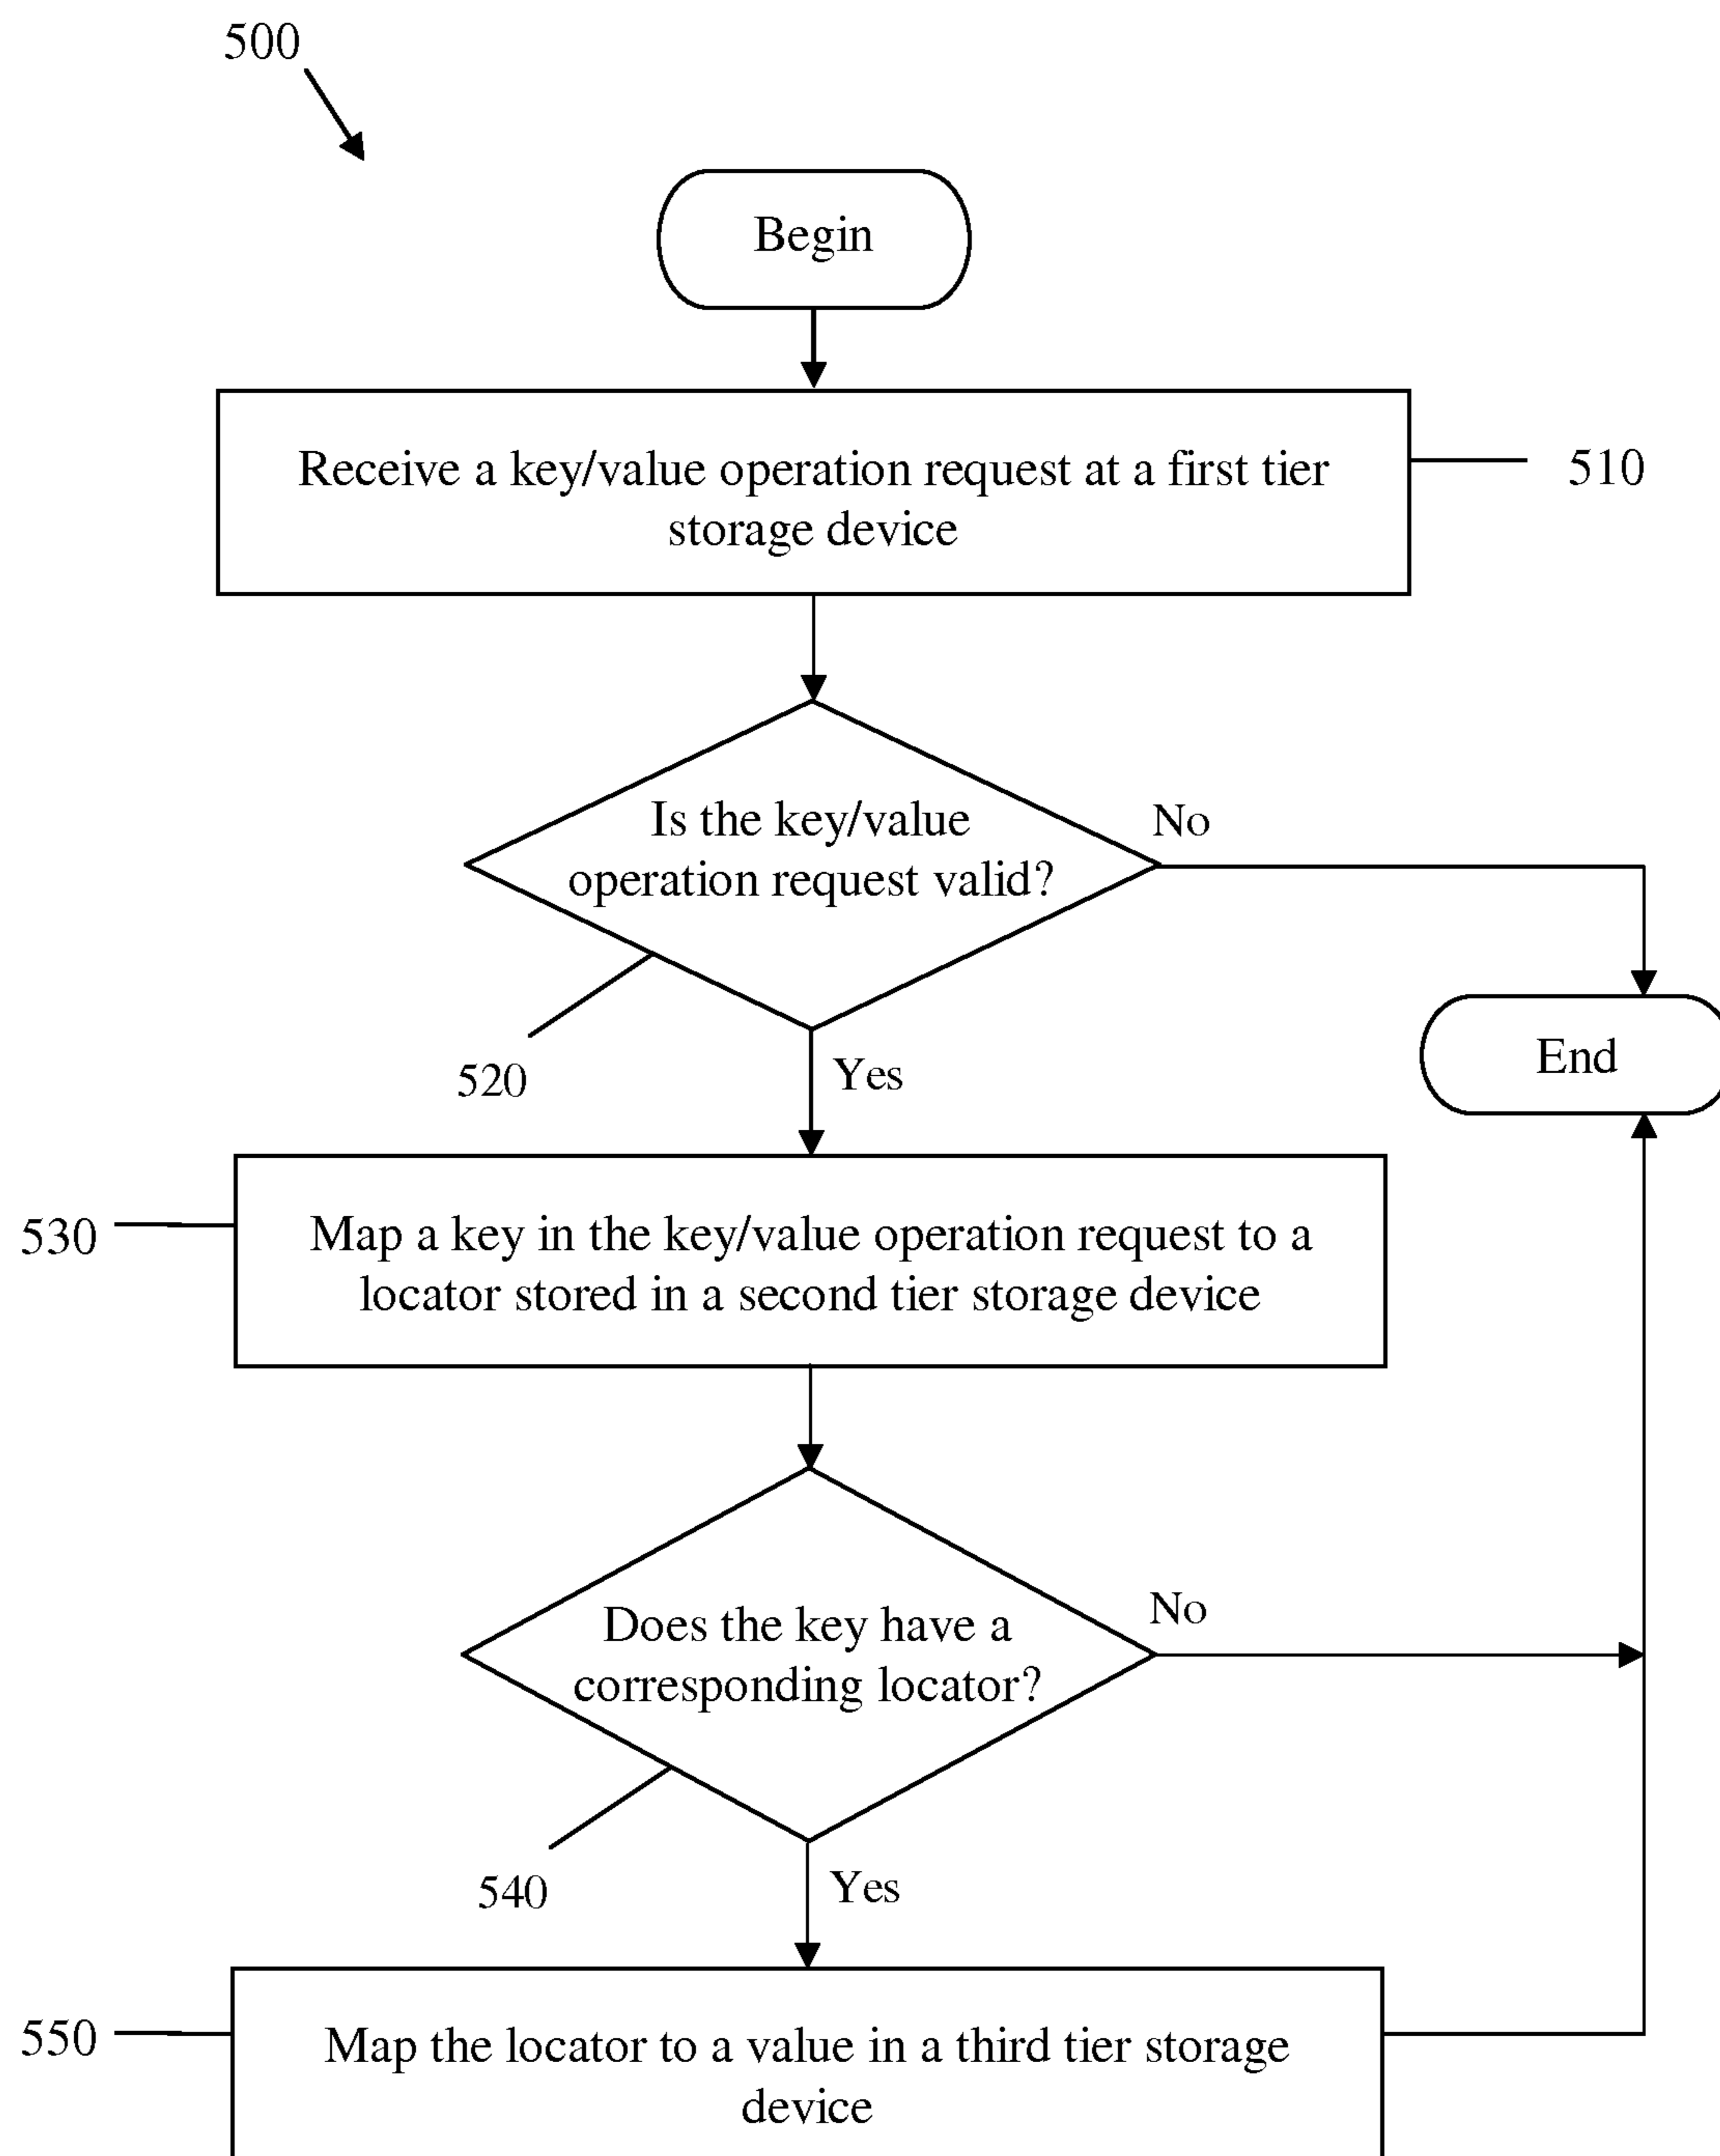 500
Begin
Receive a key/value operation request at a first tier
storage device
510
Is the key/value
operation request valid?
No
520
Yes
End
530
Map a key in the key/value operation request to a
locator stored in a second tier storage device
Does the key have a
corresponding locator?
No
540
Yes
550
Map the locator to a value in a third tier storage
device